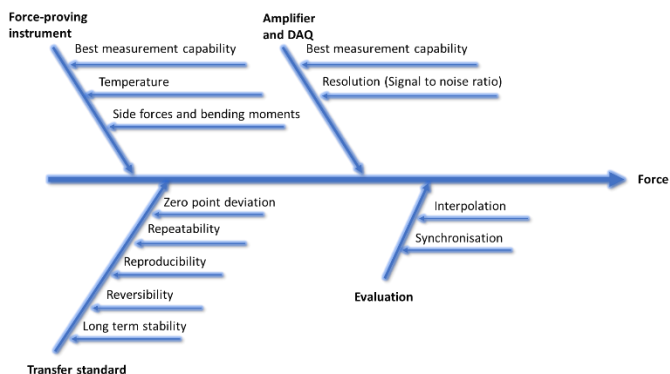 Force-proving
instrument
Best measurement capability
Temperature
Side forces and bending moments
Amplifier
and DAQ
Best measurement capability
Resolution (Signal to noise ratio)
Force
Zero point deviation
Repeatability
Reproducibility
Reversibility
Long term stability
Transfer standard
Interpolation
Synchronisation
Evaluation